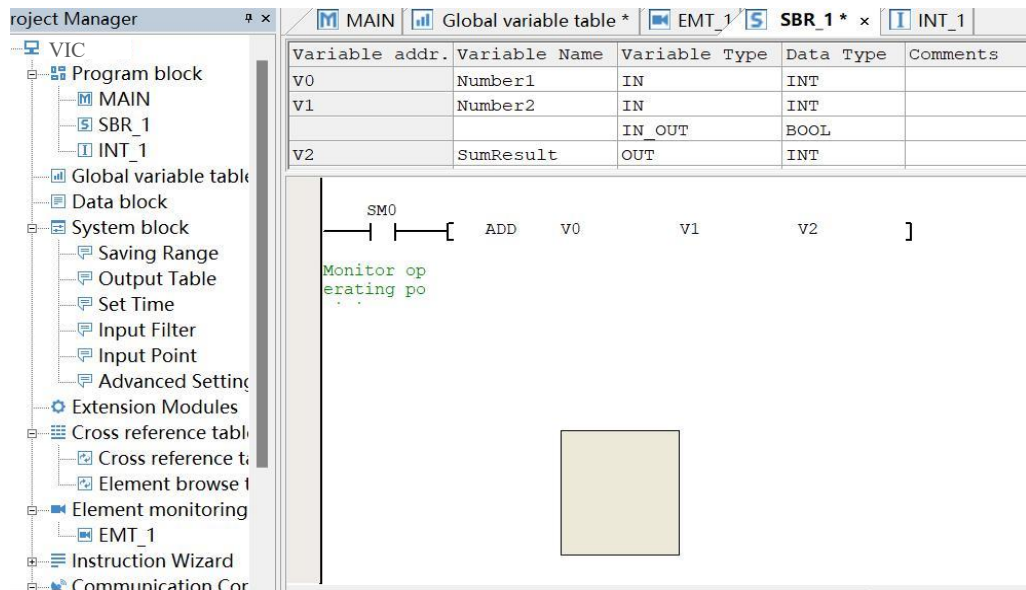 roject Manager
VIC
Program block
MAIN
SBR_1
INT_1
Global variable table
Data block
System block
Saving Range
Output Table
Set Time
Input Filter
Input Point
Advanced Setting
Extension Modules
Cross reference tabl
Cross reference ta
Element browse t
Element monitoring
EMT_1
Instruction Wizard
Communication Con
MAIN Global variable table * EMT_1 SBR_1 * × INT_1
Variable addr. Variable Name Variable Type Data Type Comments
V0 Number1 IN INT
V1 Number2 IN INT
IN_OUT BOOL
V2 SumResult OUT INT
SM0
[ ADD V0 V1 V2 ]
Monitor op
erating po